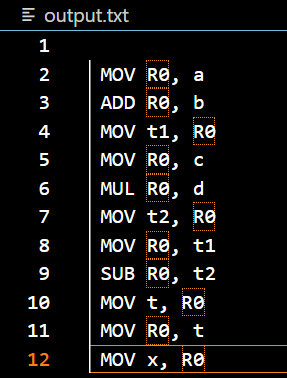 output.txt
1
2 MOV R0, a
3 ADD R0, b
4 MOV t1, R0
5 MOV R0, c
6 MUL R0, d
7 MOV t2, R0
8 MOV R0, t1
9 SUB R0, t2
10 MOV t, R0
11 MOV R0, t
12 MOV x, R0